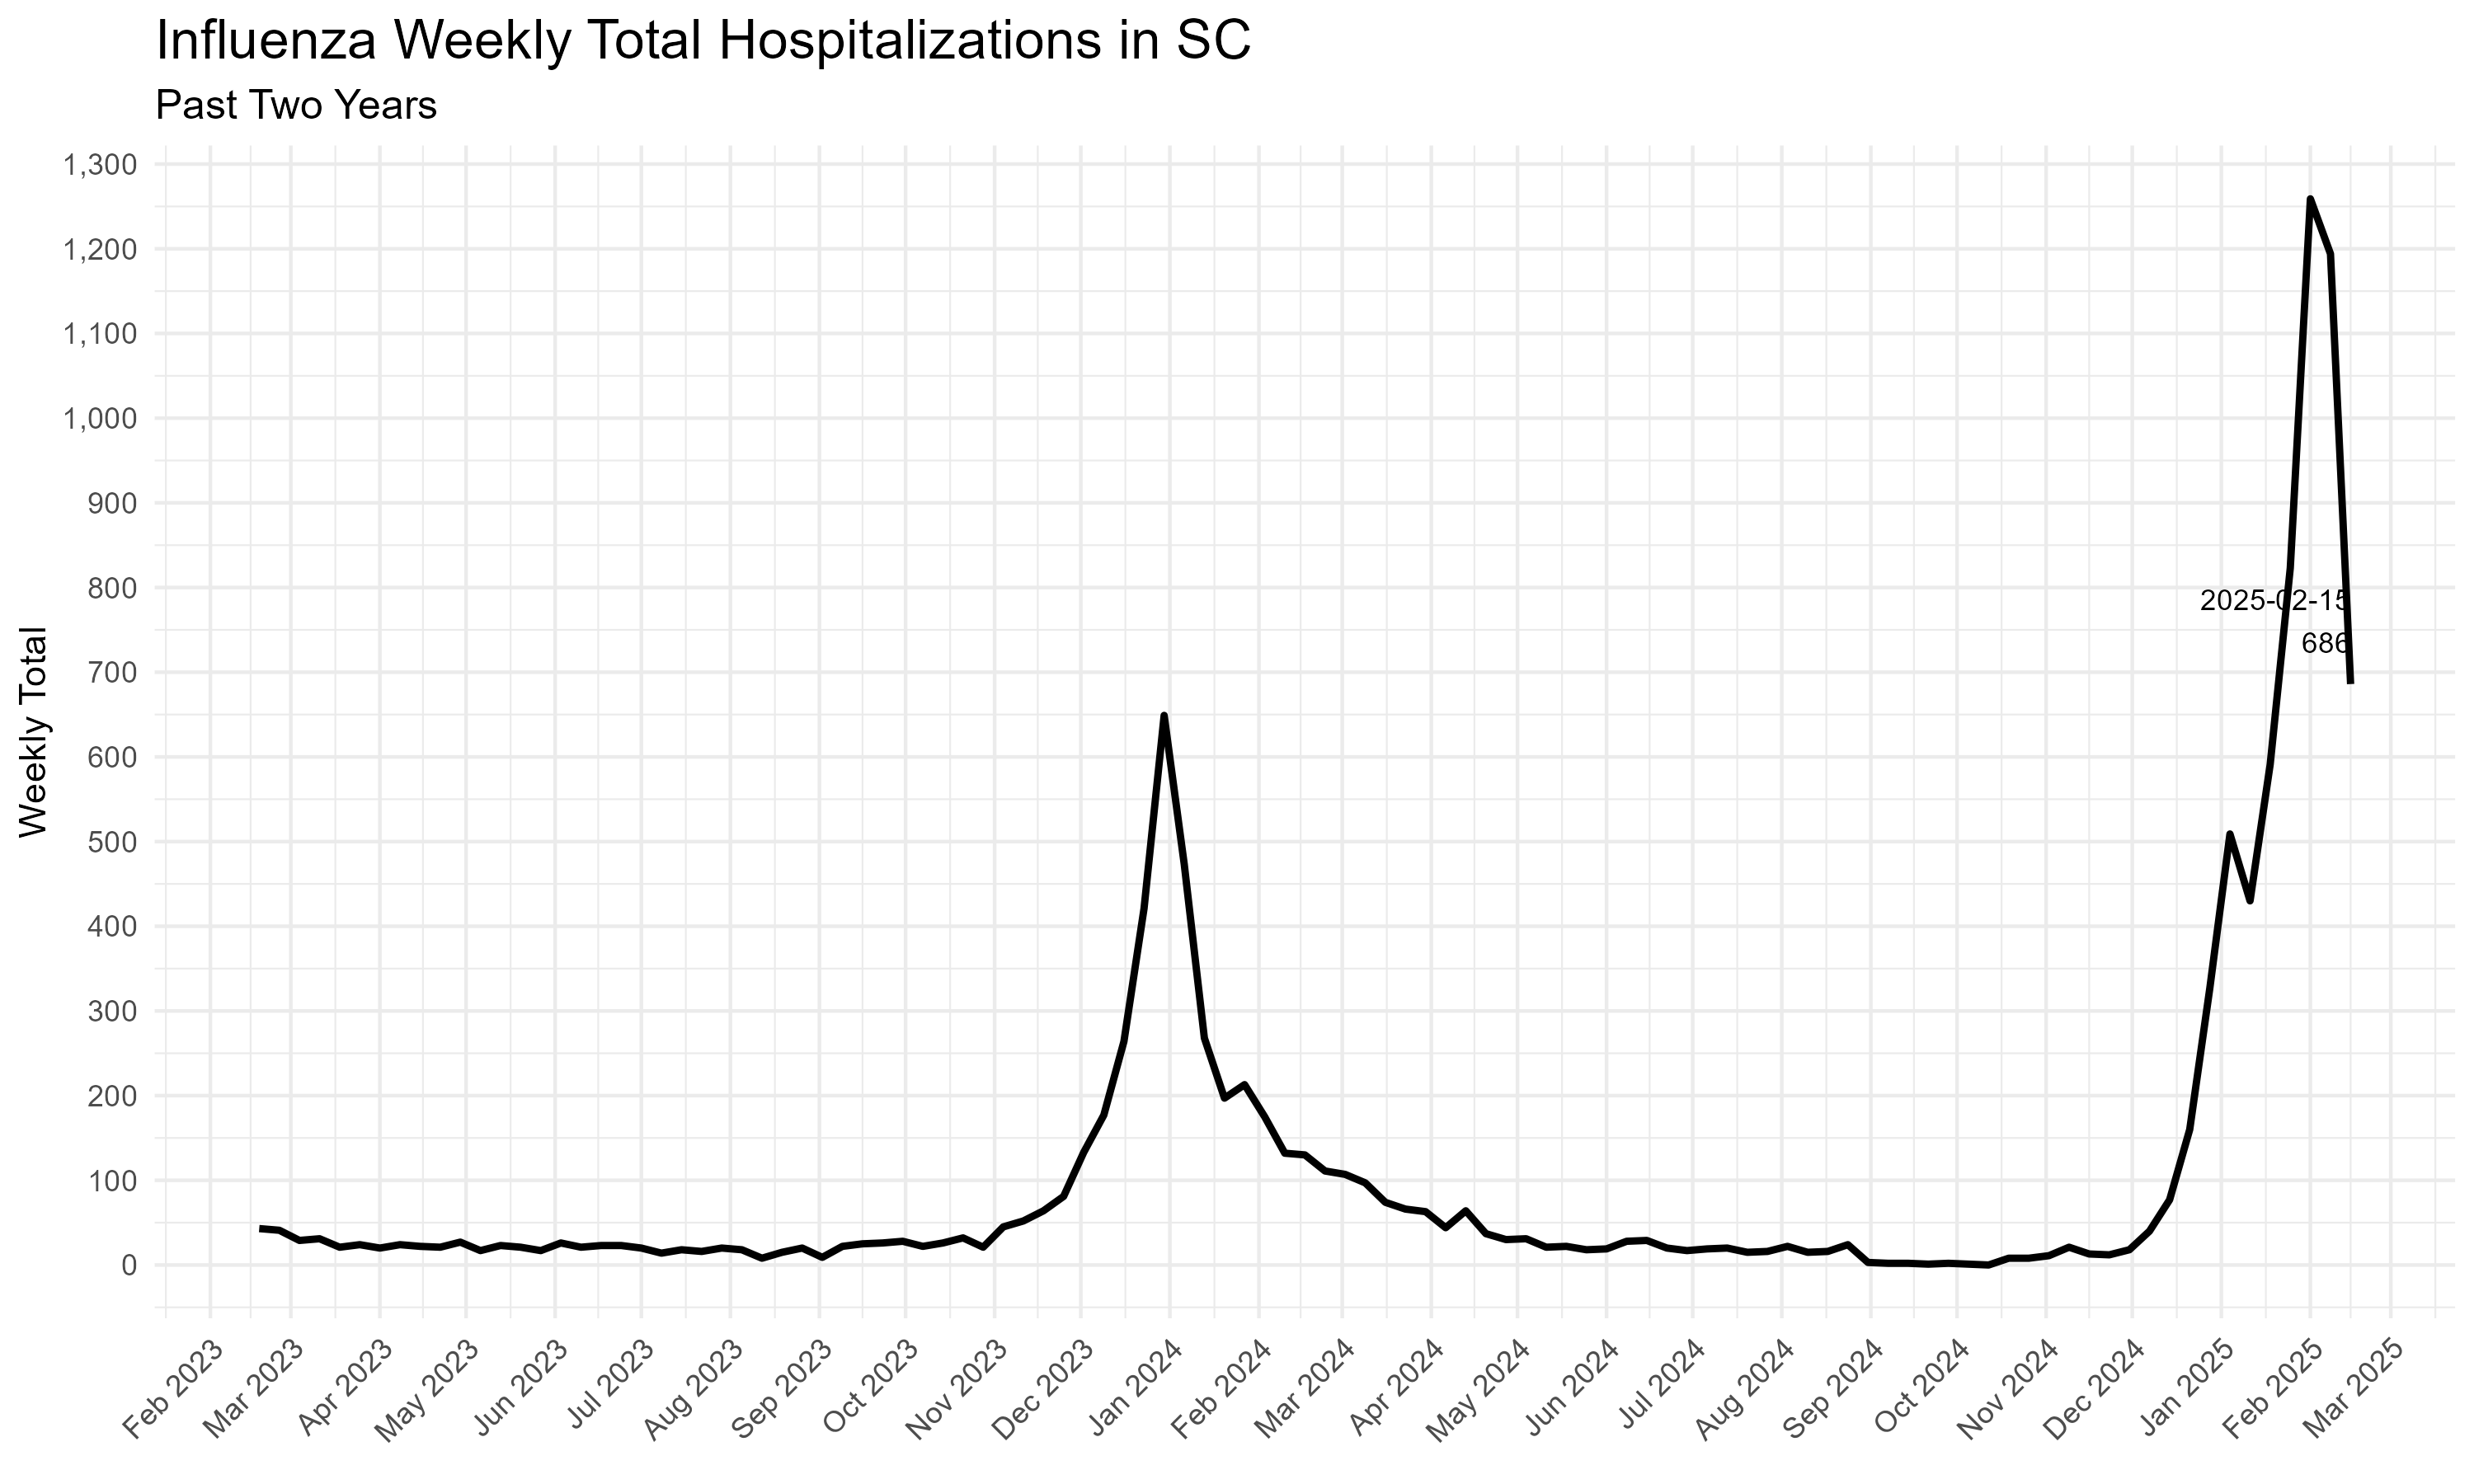 Influenza Weekly Total Hospitalizations in SC
Past Two Years
1,300
1,200
1,100
1,000
900
800
700
600
500
400
300
200
100
0
Weekly Total
2025-02-15
686
Feb 2023
Mar 2023
Apr 2023
May 2023
Jun 2023
Jul 2023
Aug 2023
Sep 2023
Oct 2023
Nov 2023
Dec 2023
Jan 2024
Feb 2024
Mar 2024
Apr 2024
May 2024
Jun 2024
Jul 2024
Aug 2024
Sep 2024
Oct 2024
Nov 2024
Dec 2024
Jan 2025
Feb 2025
Mar 2025